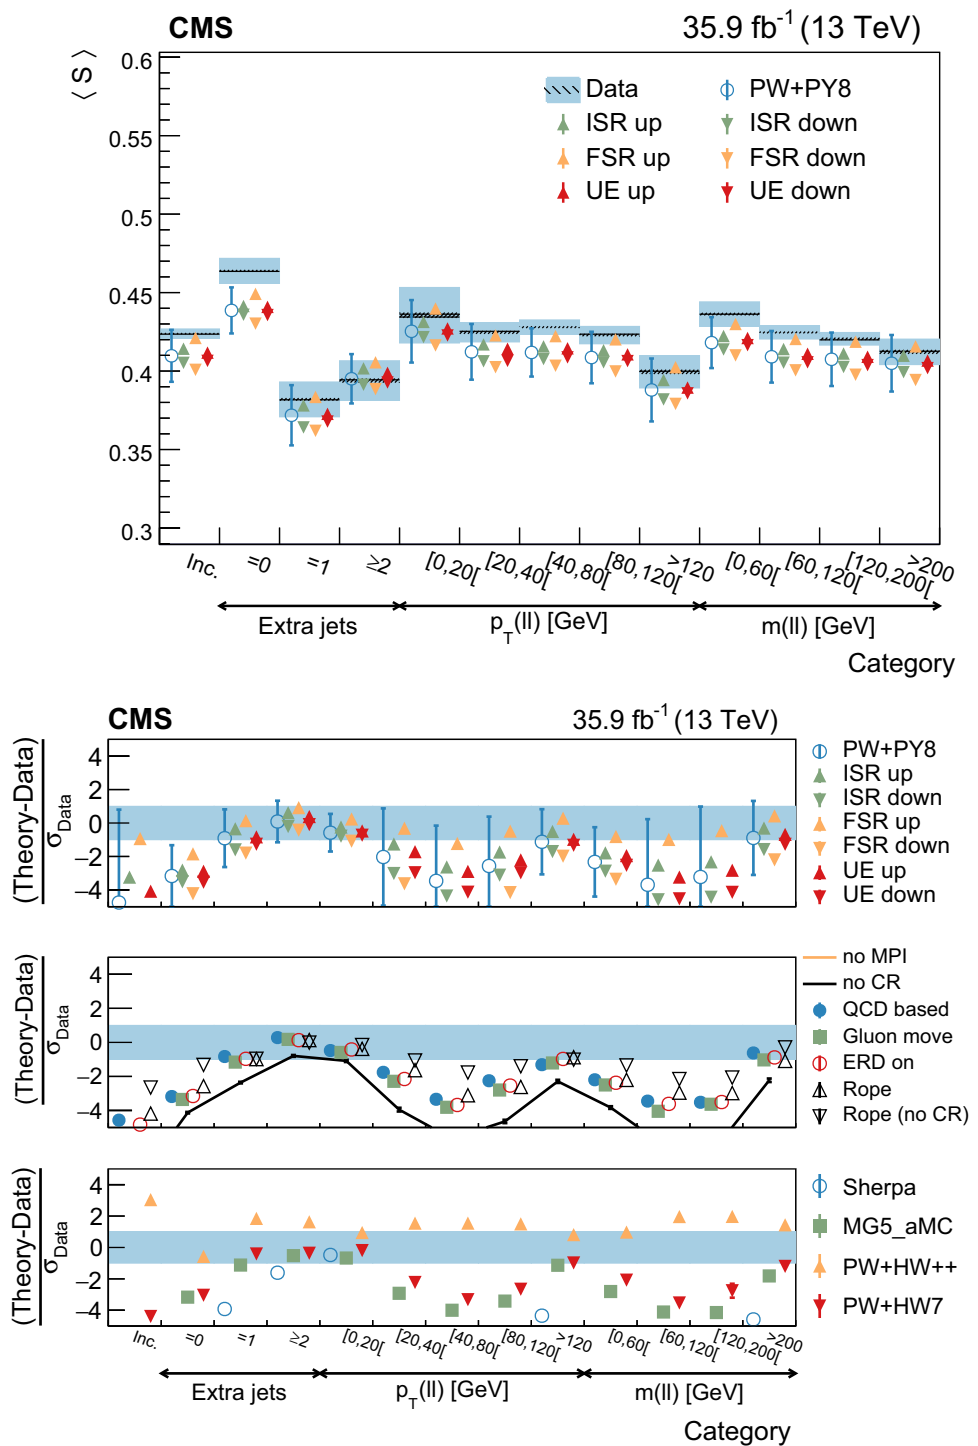 CMS 35.9 fb⁻¹ (13 TeV)
⟨ S ⟩
0.6
0.55
0.5
0.45
0.4
0.35
0.3
Data PW+PY8
ISR up ISR down
FSR up FSR down
UE up UE down
Inc. =0 =1 ≥2 [0,20[ [20,40[ [40,80[ [80,120[ >120 [0,60[ [60,120[ [120,200[ >200
Extra jets p_T(ll) [GeV] m(ll) [GeV]
Category
CMS 35.9 fb⁻¹ (13 TeV)
(Theory-Data)
σ_Data
4
2
0
−2
−4
PW+PY8
ISR up
ISR down
FSR up
FSR down
UE up
UE down
(Theory-Data)
σ_Data
4
2
0
−2
−4
no MPI
no CR
QCD based
Gluon move
ERD on
Rope
Rope (no CR)
(Theory-Data)
σ_Data
4
2
0
−2
−4
Sherpa
MG5_aMC
PW+HW++
PW+HW7
Inc. =0 =1 ≥2 [0,20[ [20,40[ [40,80[ [80,120[ >120 [0,60[ [60,120[ [120,200[ >200
Extra jets p_T(ll) [GeV] m(ll) [GeV]
Category